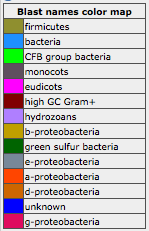 Blast names color map
firmicutes
bacteria
CFB group bacteria
monocots
eudicots
high GC Gram+
hydrozoans
b-proteobacteria
green sulfur bacteria
e-proteobacteria
a-proteobacteria
d-proteobacteria
unknown
g-proteobacteria